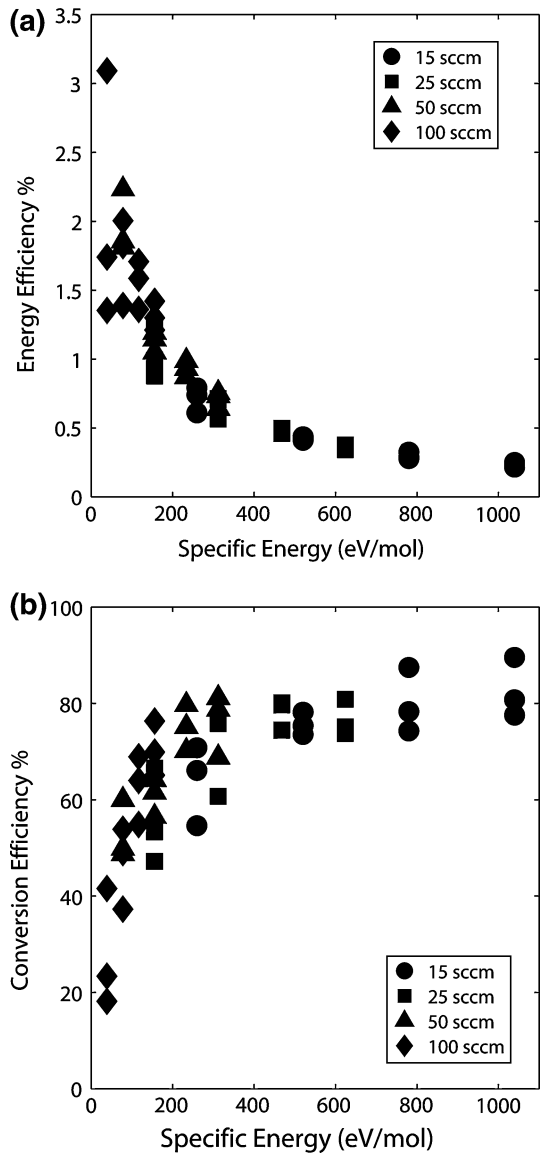 (a)
3.5
3
2.5
2
1.5
1
0.5
0
Energy Efficiency %
15 sccm
25 sccm
50 sccm
100 sccm
0 200 400 600 800 1000
Specific Energy (eV/mol)
(b)
100
80
60
40
20
0
Conversion Efficiency %
15 sccm
25 sccm
50 sccm
100 sccm
0 200 400 600 800 1000
Specific Energy (eV/mol)